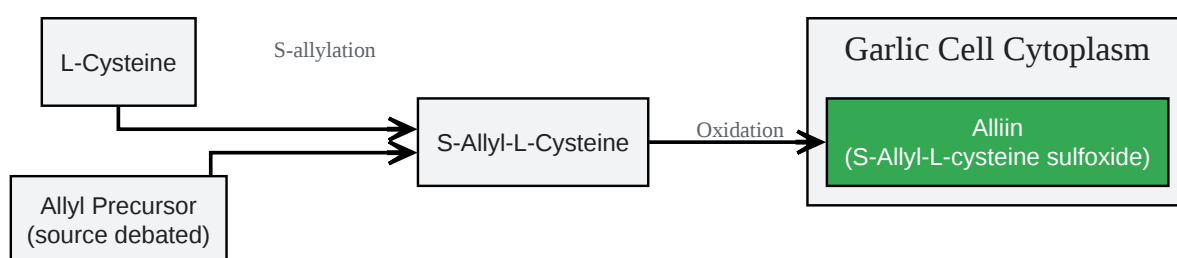 L-Cysteine
S-allylation
Garlic Cell Cytoplasm
S-Allyl-L-Cysteine
Oxidation
Alliin
(S-Allyl-L-cysteine sulfoxide)
Allyl Precursor
(source debated)